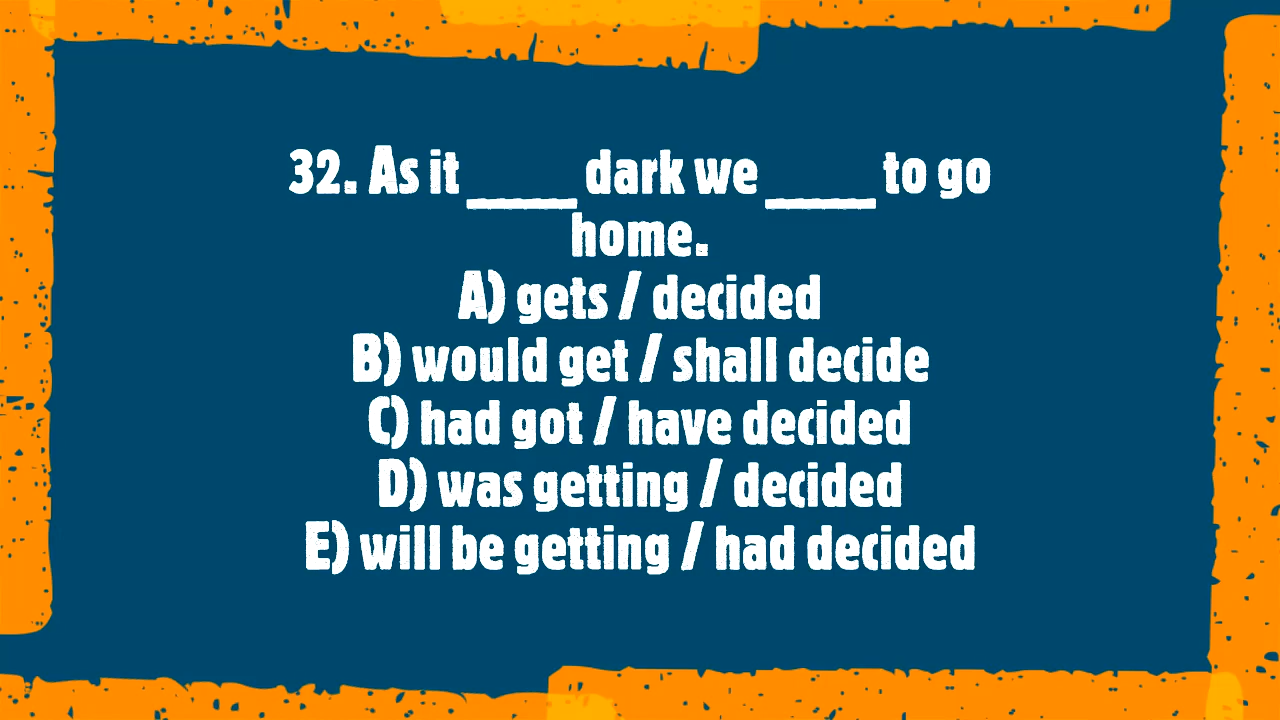 32. As it _____ dark we _____ to go
home.
A) gets / decided
B) would get / shall decide
C) had got / have decided
D) was getting / decided
E) will be getting / had decided